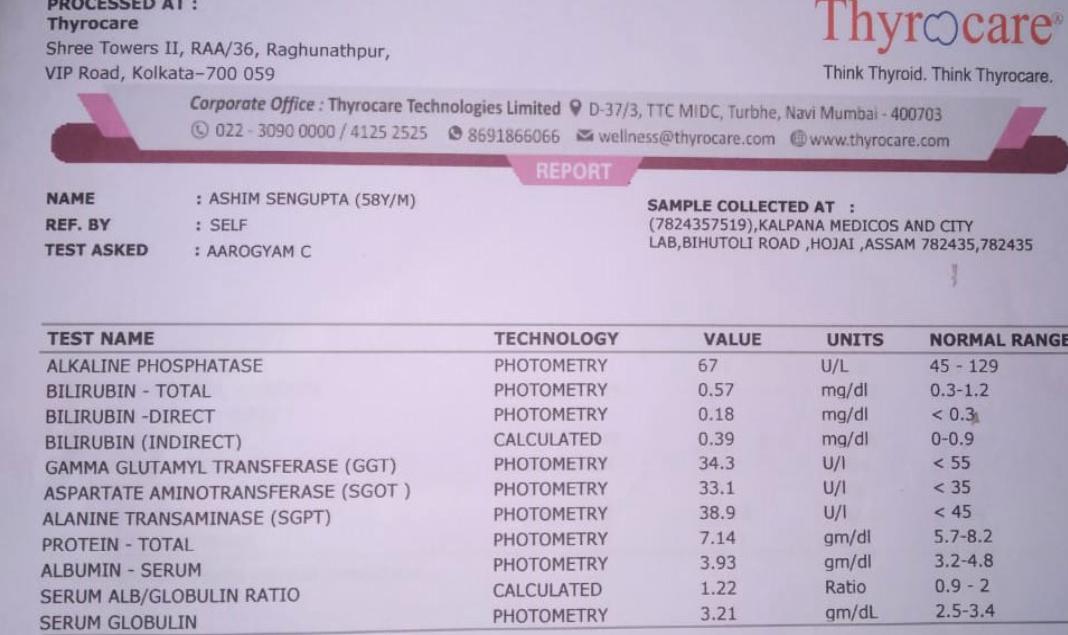 PROCESSED AT :
Thyrocare
Shree Towers II, RAA/36, Raghunathpur,
VIP Road, Kolkata-700 059
Thyrocare®
Think Thyroid. Think Thyrocare.
Corporate Office : Thyrocare Technologies Limited D-37/3, TTC MIDC, Turbhe, Navi Mumbai - 400703
022 - 3090 0000 / 4125 2525 8691866066 wellness@thyrocare.com www.thyrocare.com
REPORT
NAME : ASHIM SENGUPTA (58Y/M)
REF. BY : SELF
TEST ASKED : AAROGYAM C
SAMPLE COLLECTED AT :
(7824357519),KALPANA MEDICOS AND CITY
LAB,BIHUTOLI ROAD ,HOJAI ,ASSAM 782435,782435
TEST NAME TECHNOLOGY VALUE UNITS NORMAL RANGE
ALKALINE PHOSPHATASE PHOTOMETRY 67 U/L 45 - 129
BILIRUBIN - TOTAL PHOTOMETRY 0.57 mg/dl 0.3-1.2
BILIRUBIN -DIRECT PHOTOMETRY 0.18 mg/dl < 0.3
BILIRUBIN (INDIRECT) CALCULATED 0.39 mg/dl 0-0.9
GAMMA GLUTAMYL TRANSFERASE (GGT) PHOTOMETRY 34.3 U/l < 55
ASPARTATE AMINOTRANSFERASE (SGOT ) PHOTOMETRY 33.1 U/l < 35
ALANINE TRANSAMINASE (SGPT) PHOTOMETRY 38.9 U/l < 45
PROTEIN - TOTAL PHOTOMETRY 7.14 gm/dl 5.7-8.2
ALBUMIN - SERUM PHOTOMETRY 3.93 gm/dl 3.2-4.8
SERUM ALB/GLOBULIN RATIO CALCULATED 1.22 Ratio 0.9 - 2
SERUM GLOBULIN PHOTOMETRY 3.21 gm/dL 2.5-3.4